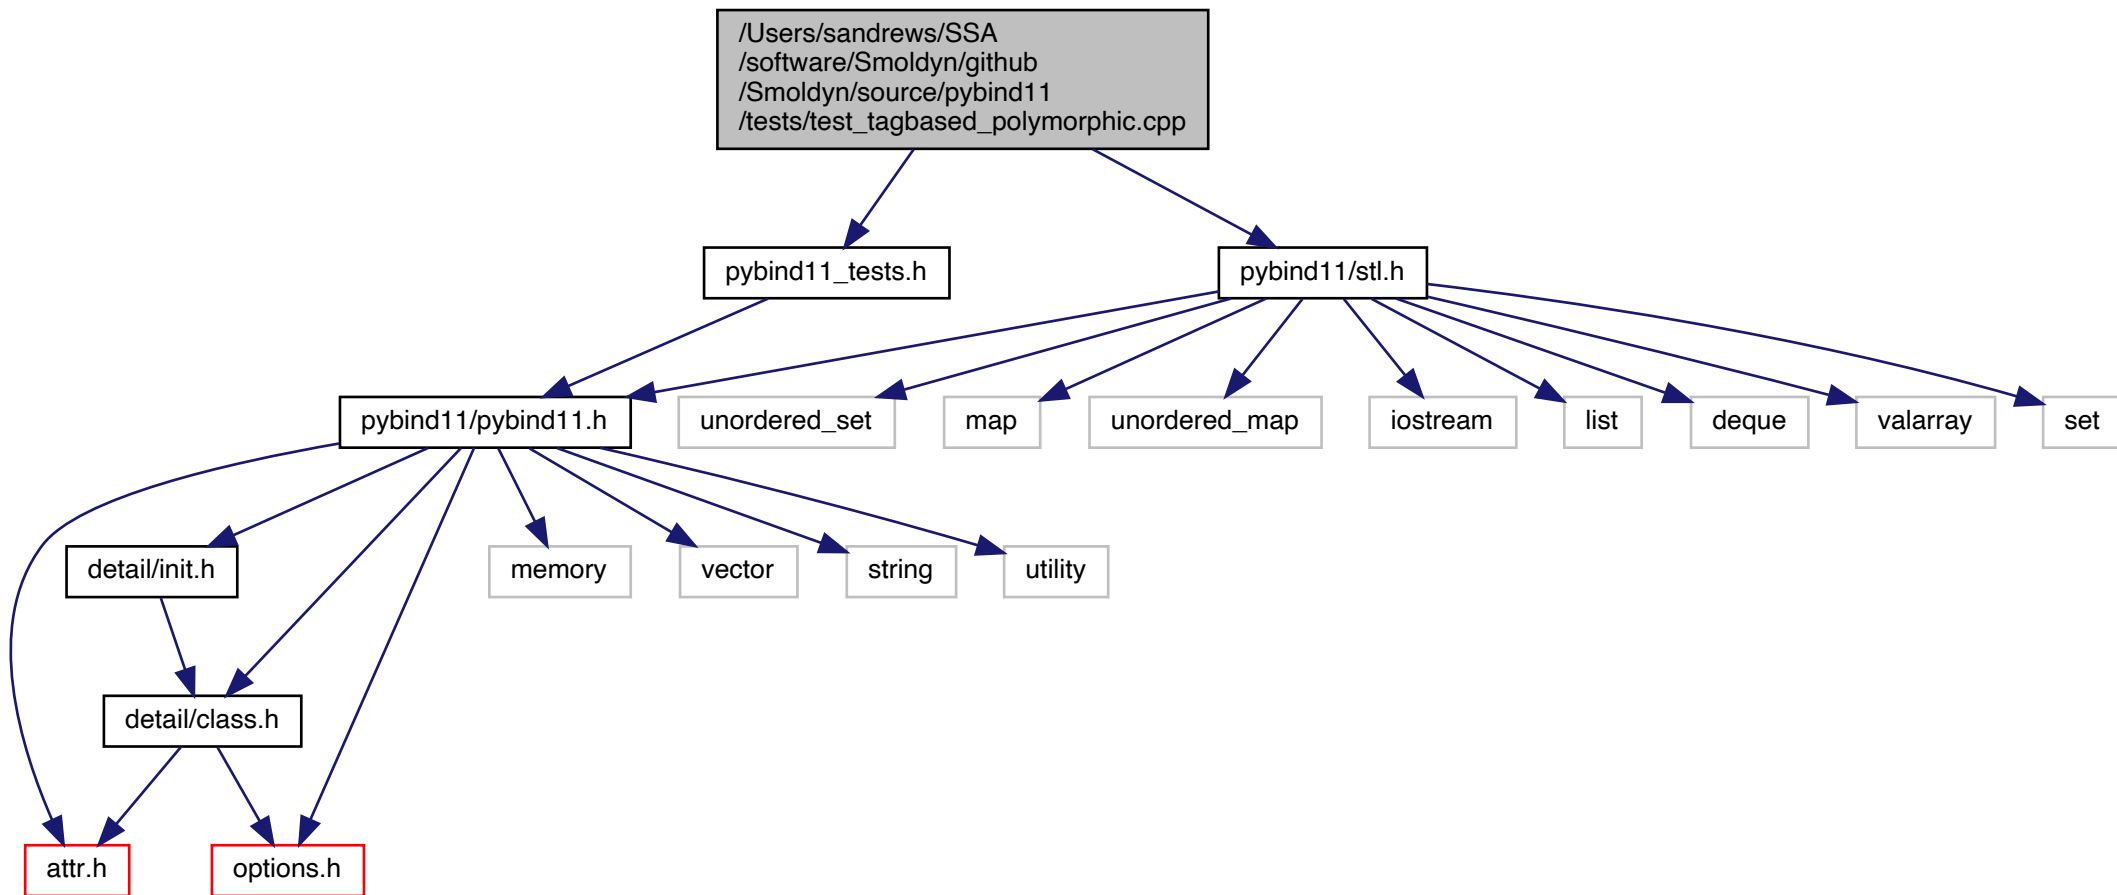 /Users/sandrews/SSA
/software/Smoldyn/github
/Smoldyn/source/pybind11
/tests/test_tagbased_polymorphic.cpp
pybind11_tests.h
pybind11/stl.h
pybind11/pybind11.h
unordered_set
map
unordered_map
iostream
list
deque
valarray
set
detail/init.h
memory
vector
string
utility
detail/class.h
attr.h
options.h